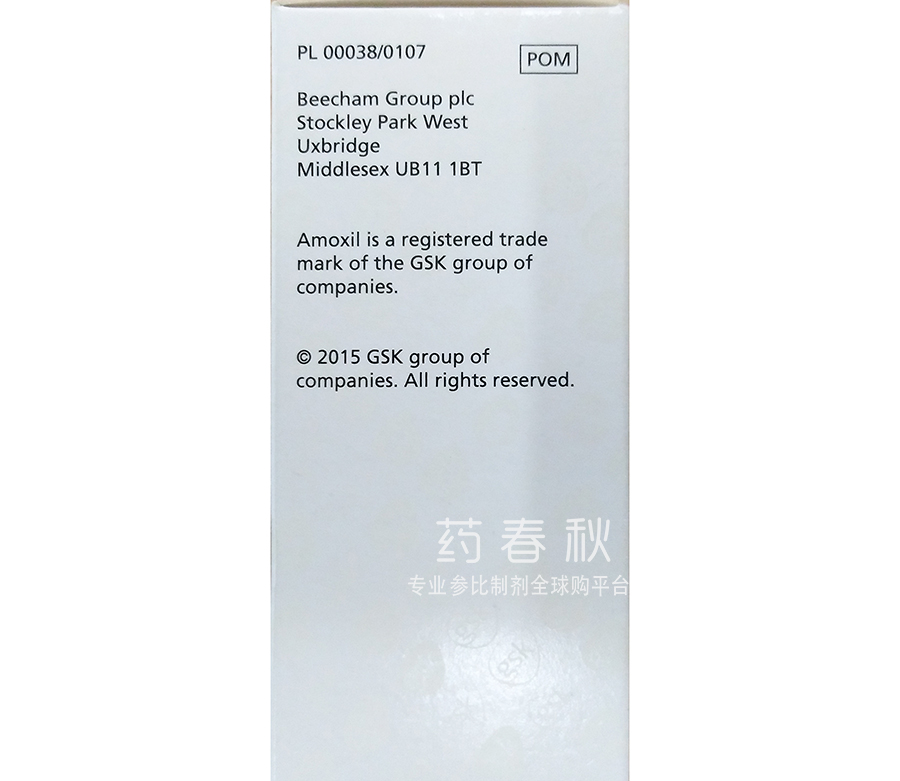 PL 00038/0107
POM
Beecham Group plc
Stockley Park West
Uxbridge
Middlesex UB11 1BT
Amoxil is a registered trade
mark of the GSK group of
companies.
© 2015 GSK group of
companies. All rights reserved.
药春秋
专业参比制剂全球购平台
gsk